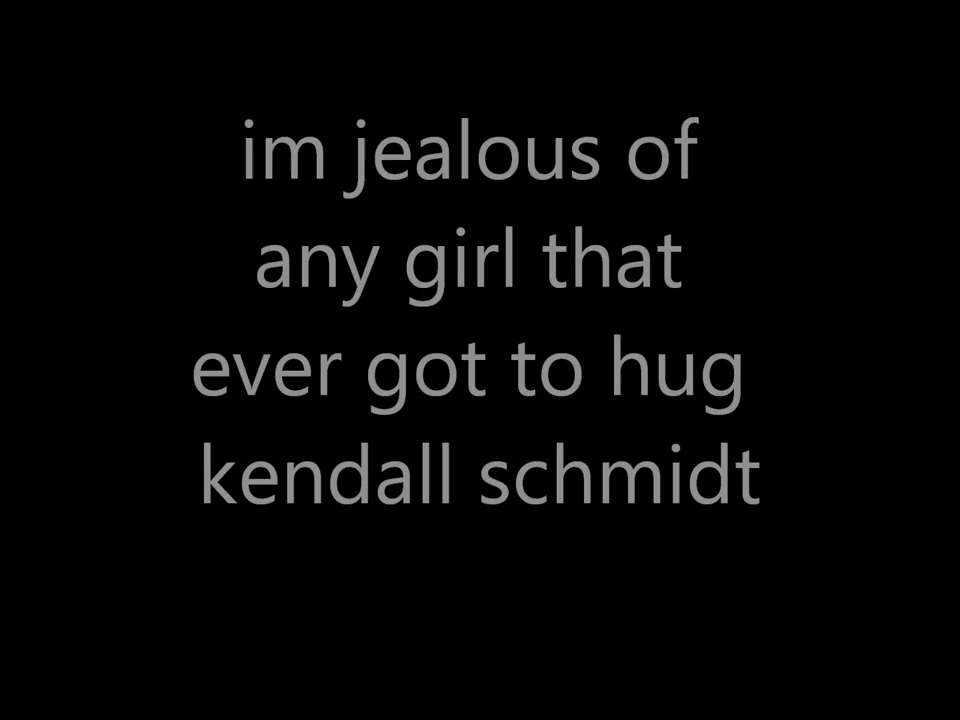 im jealous of
any girl that
ever got to hug
kendall schmidt